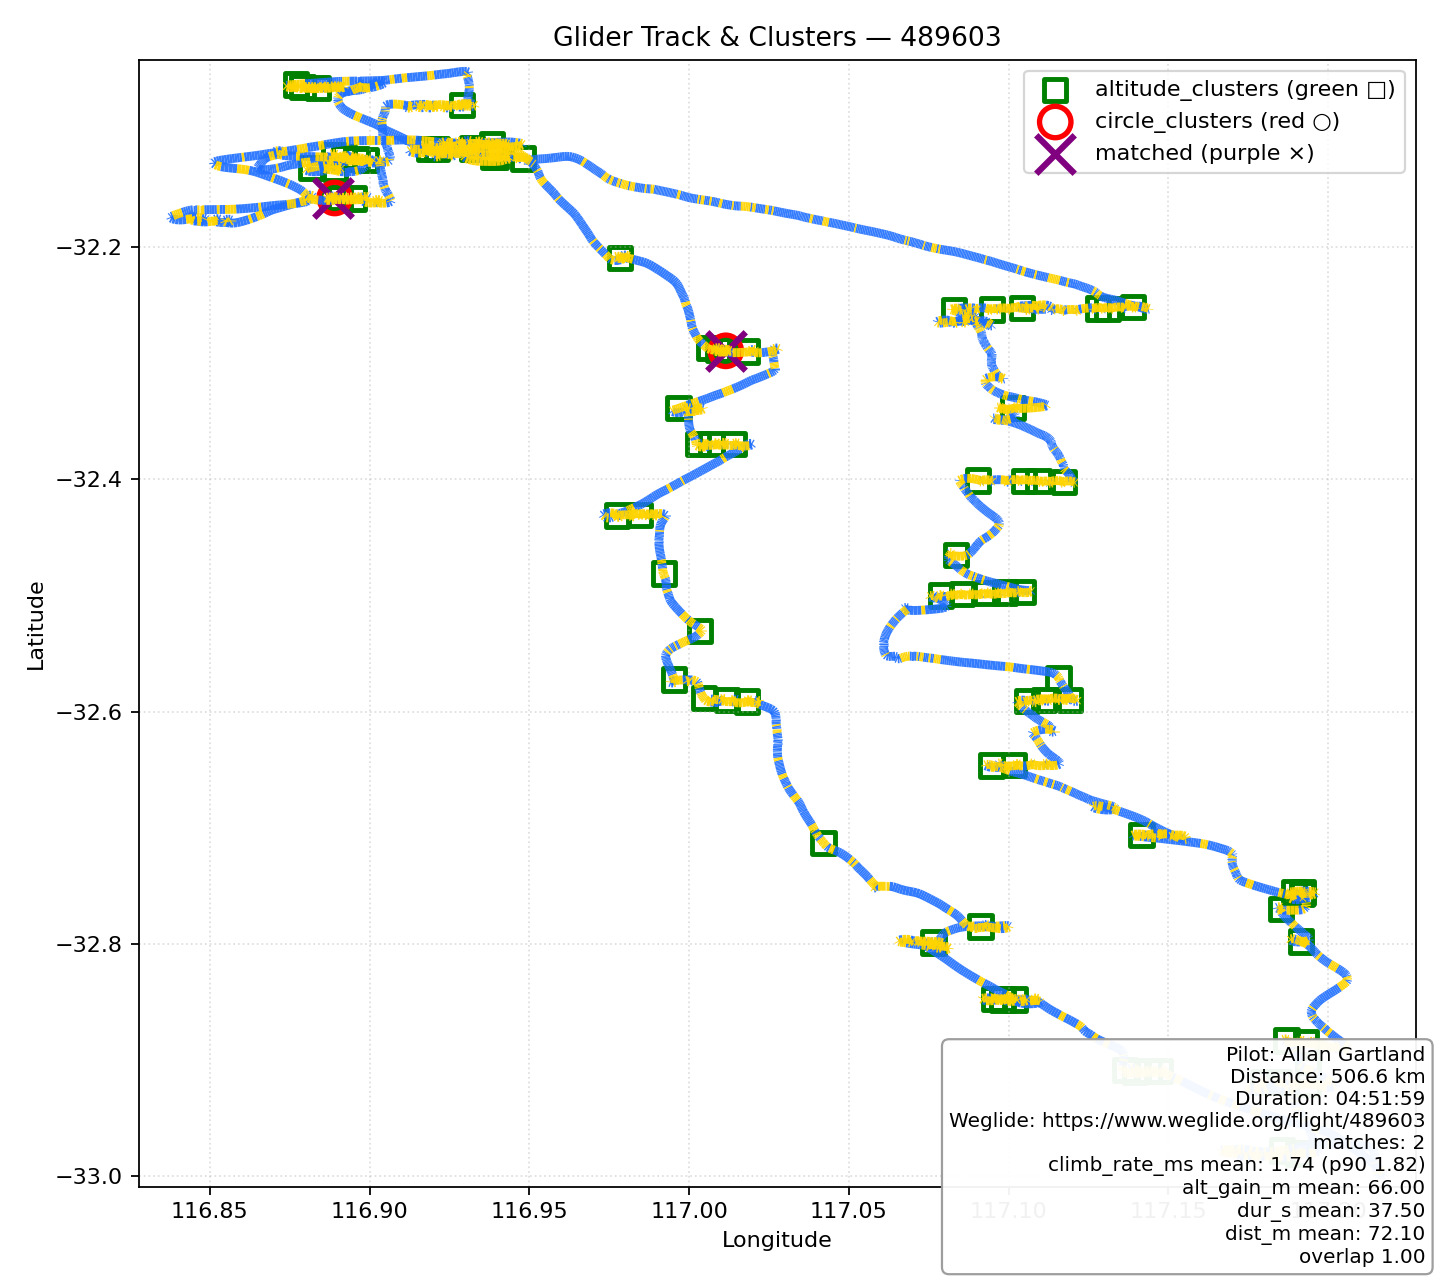 Glider Track & Clusters — 489603
altitude_clusters (green □)
circle_clusters (red ○)
matched (purple ×)
Latitude
−32.2
−32.4
−32.6
−32.8
−33.0
116.85 116.90 116.95 117.00 117.05 117.10 117.15
Longitude
Pilot: Allan Gartland
Distance: 506.6 km
Duration: 04:51:59
Weglide: https://www.weglide.org/flight/489603
matches: 2
climb_rate_ms mean: 1.74 (p90 1.82)
alt_gain_m mean: 66.00
dur_s mean: 37.50
dist_m mean: 72.10
overlap 1.00